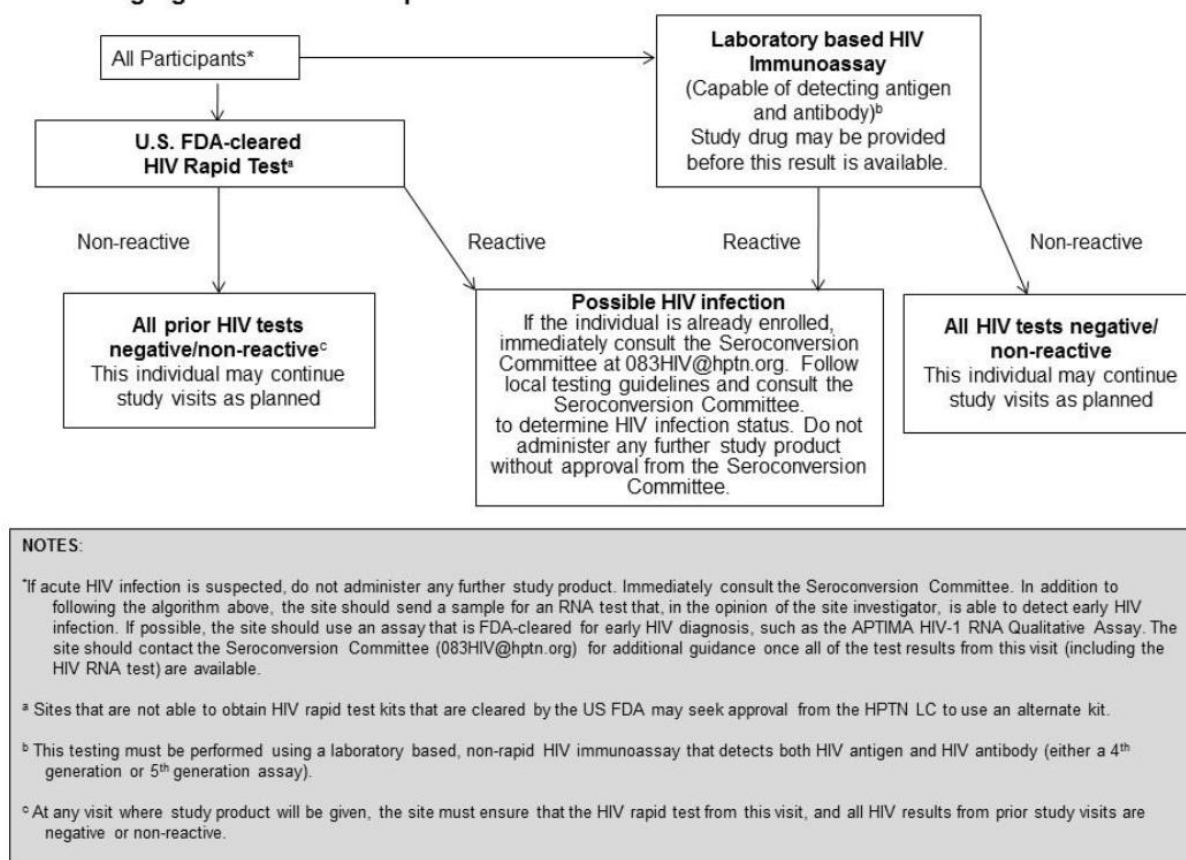 All Participants*
Laboratory based HIV
Immunoassay
(Capable of detecting antigen
and antibody)ᵇ
Study drug may be provided
before this result is available.
U.S. FDA-cleared
HIV Rapid Testᵃ
Non-reactive
Reactive
Reactive
Non-reactive
All prior HIV tests
negative/non-reactiveᶜ
This individual may continue
study visits as planned
Possible HIV infection
If the individual is already enrolled,
immediately consult the Seroconversion
Committee at 083HIV@hptn.org. Follow
local testing guidelines and consult the
Seroconversion Committee.
to determine HIV infection status. Do not
administer any further study product
without approval from the Seroconversion
Committee.
All HIV tests negative/
non-reactive
This individual may continue
study visits as planned
NOTES:
*If acute HIV infection is suspected, do not administer any further study product. Immediately consult the Seroconversion Committee. In addition to
following the algorithm above, the site should send a sample for an RNA test that, in the opinion of the site investigator, is able to detect early HIV
infection. If possible, the site should use an assay that is FDA-cleared for early HIV diagnosis, such as the APTIMA HIV-1 RNA Qualitative Assay. The
site should contact the Seroconversion Committee (083HIV@hptn.org) for additional guidance once all of the test results from this visit (including the
HIV RNA test) are available.
ᵃ Sites that are not able to obtain HIV rapid test kits that are cleared by the US FDA may seek approval from the HPTN LC to use an alternate kit.
ᵇ This testing must be performed using a laboratory based, non-rapid HIV immunoassay that detects both HIV antigen and HIV antibody (either a 4ᵗʰ
generation or 5ᵗʰ generation assay).
ᶜ At any visit where study product will be given, the site must ensure that the HIV rapid test from this visit, and all HIV results from prior study visits are
negative or non-reactive.